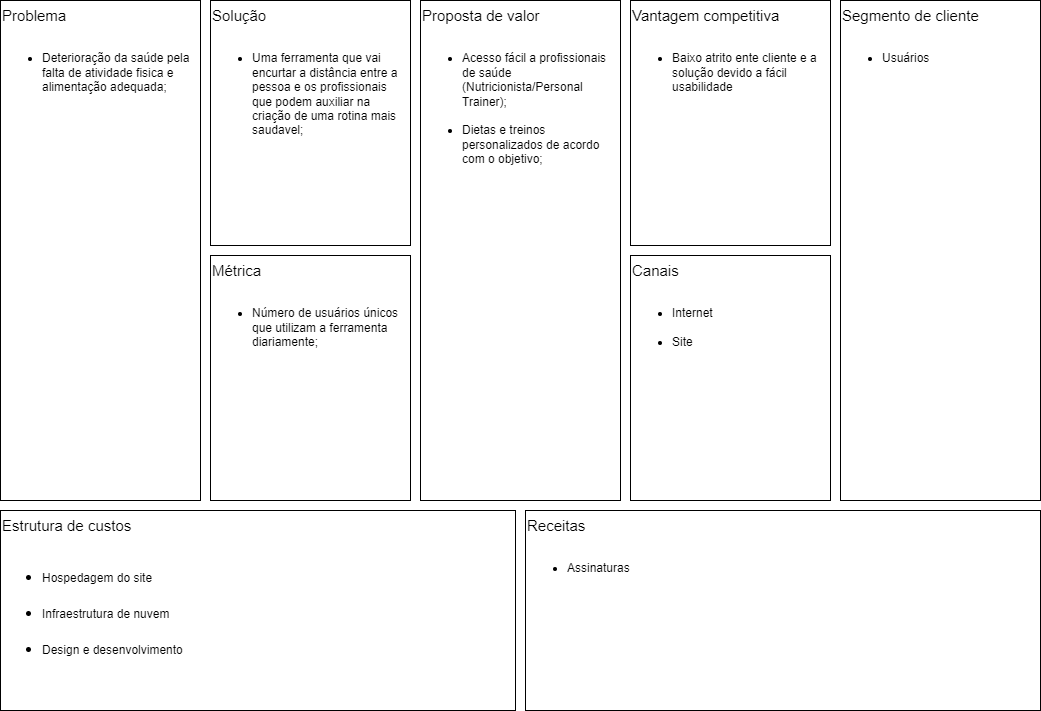 Problema
Deterioração da saúde pela
falta de atividade fisica e
alimentação adequada;
Solução
Uma ferramenta que vai
encurtar a distância entre a
pessoa e os profissionais
que podem auxiliar na
criação de uma rotina mais
saudavel;
Métrica
Número de usuários únicos
que utilizam a ferramenta
diariamente;
Proposta de valor
Acesso fácil a profissionais
de saúde
(Nutricionista/Personal
Trainer);
Dietas e treinos
personalizados de acordo
com o objetivo;
Vantagem competitiva
Baixo atrito ente cliente e a
solução devido a fácil
usabilidade
Canais
Internet
Site
Segmento de cliente
Usuários
Estrutura de custos
Hospedagem do site
Infraestrutura de nuvem
Design e desenvolvimento
Receitas
Assinaturas